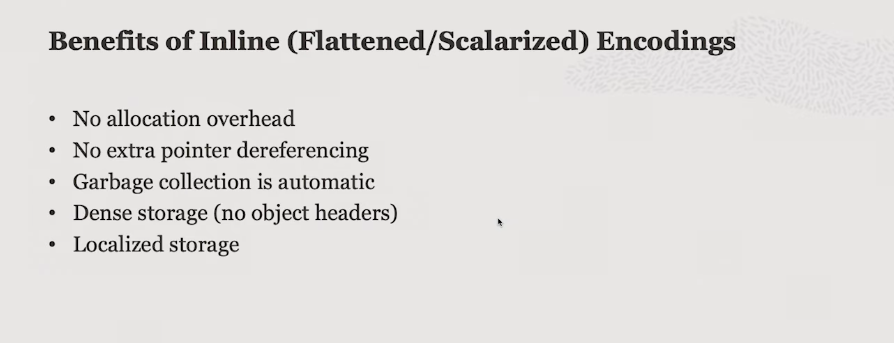 Benefits of Inline (Flattened/Scalarized) Encodings
• No allocation overhead
• No extra pointer dereferencing
• Garbage collection is automatic
• Dense storage (no object headers)
• Localized storage